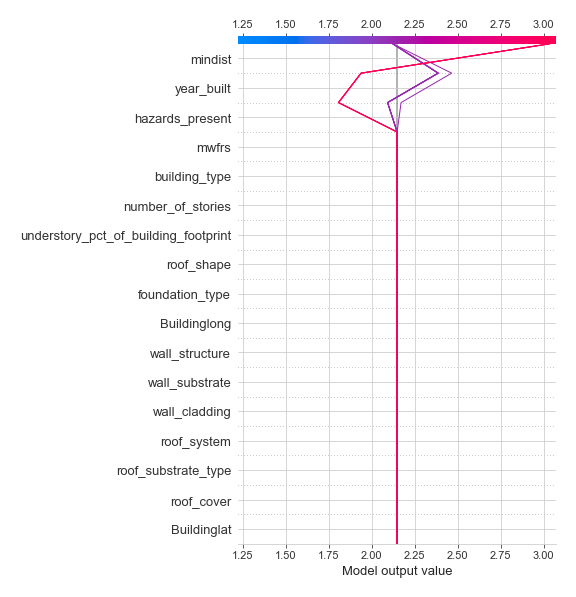 1.25 1.50 1.75 2.00 2.25 2.50 2.75 3.00
mindist
year_built
hazards_present
mwfrs
building_type
number_of_stories
understory_pct_of_building_footprint
roof_shape
foundation_type
Buildinglong
wall_structure
wall_substrate
wall_cladding
roof_system
roof_substrate_type
roof_cover
Buildinglat
1.25 1.50 1.75 2.00 2.25 2.50 2.75 3.00
Model output value